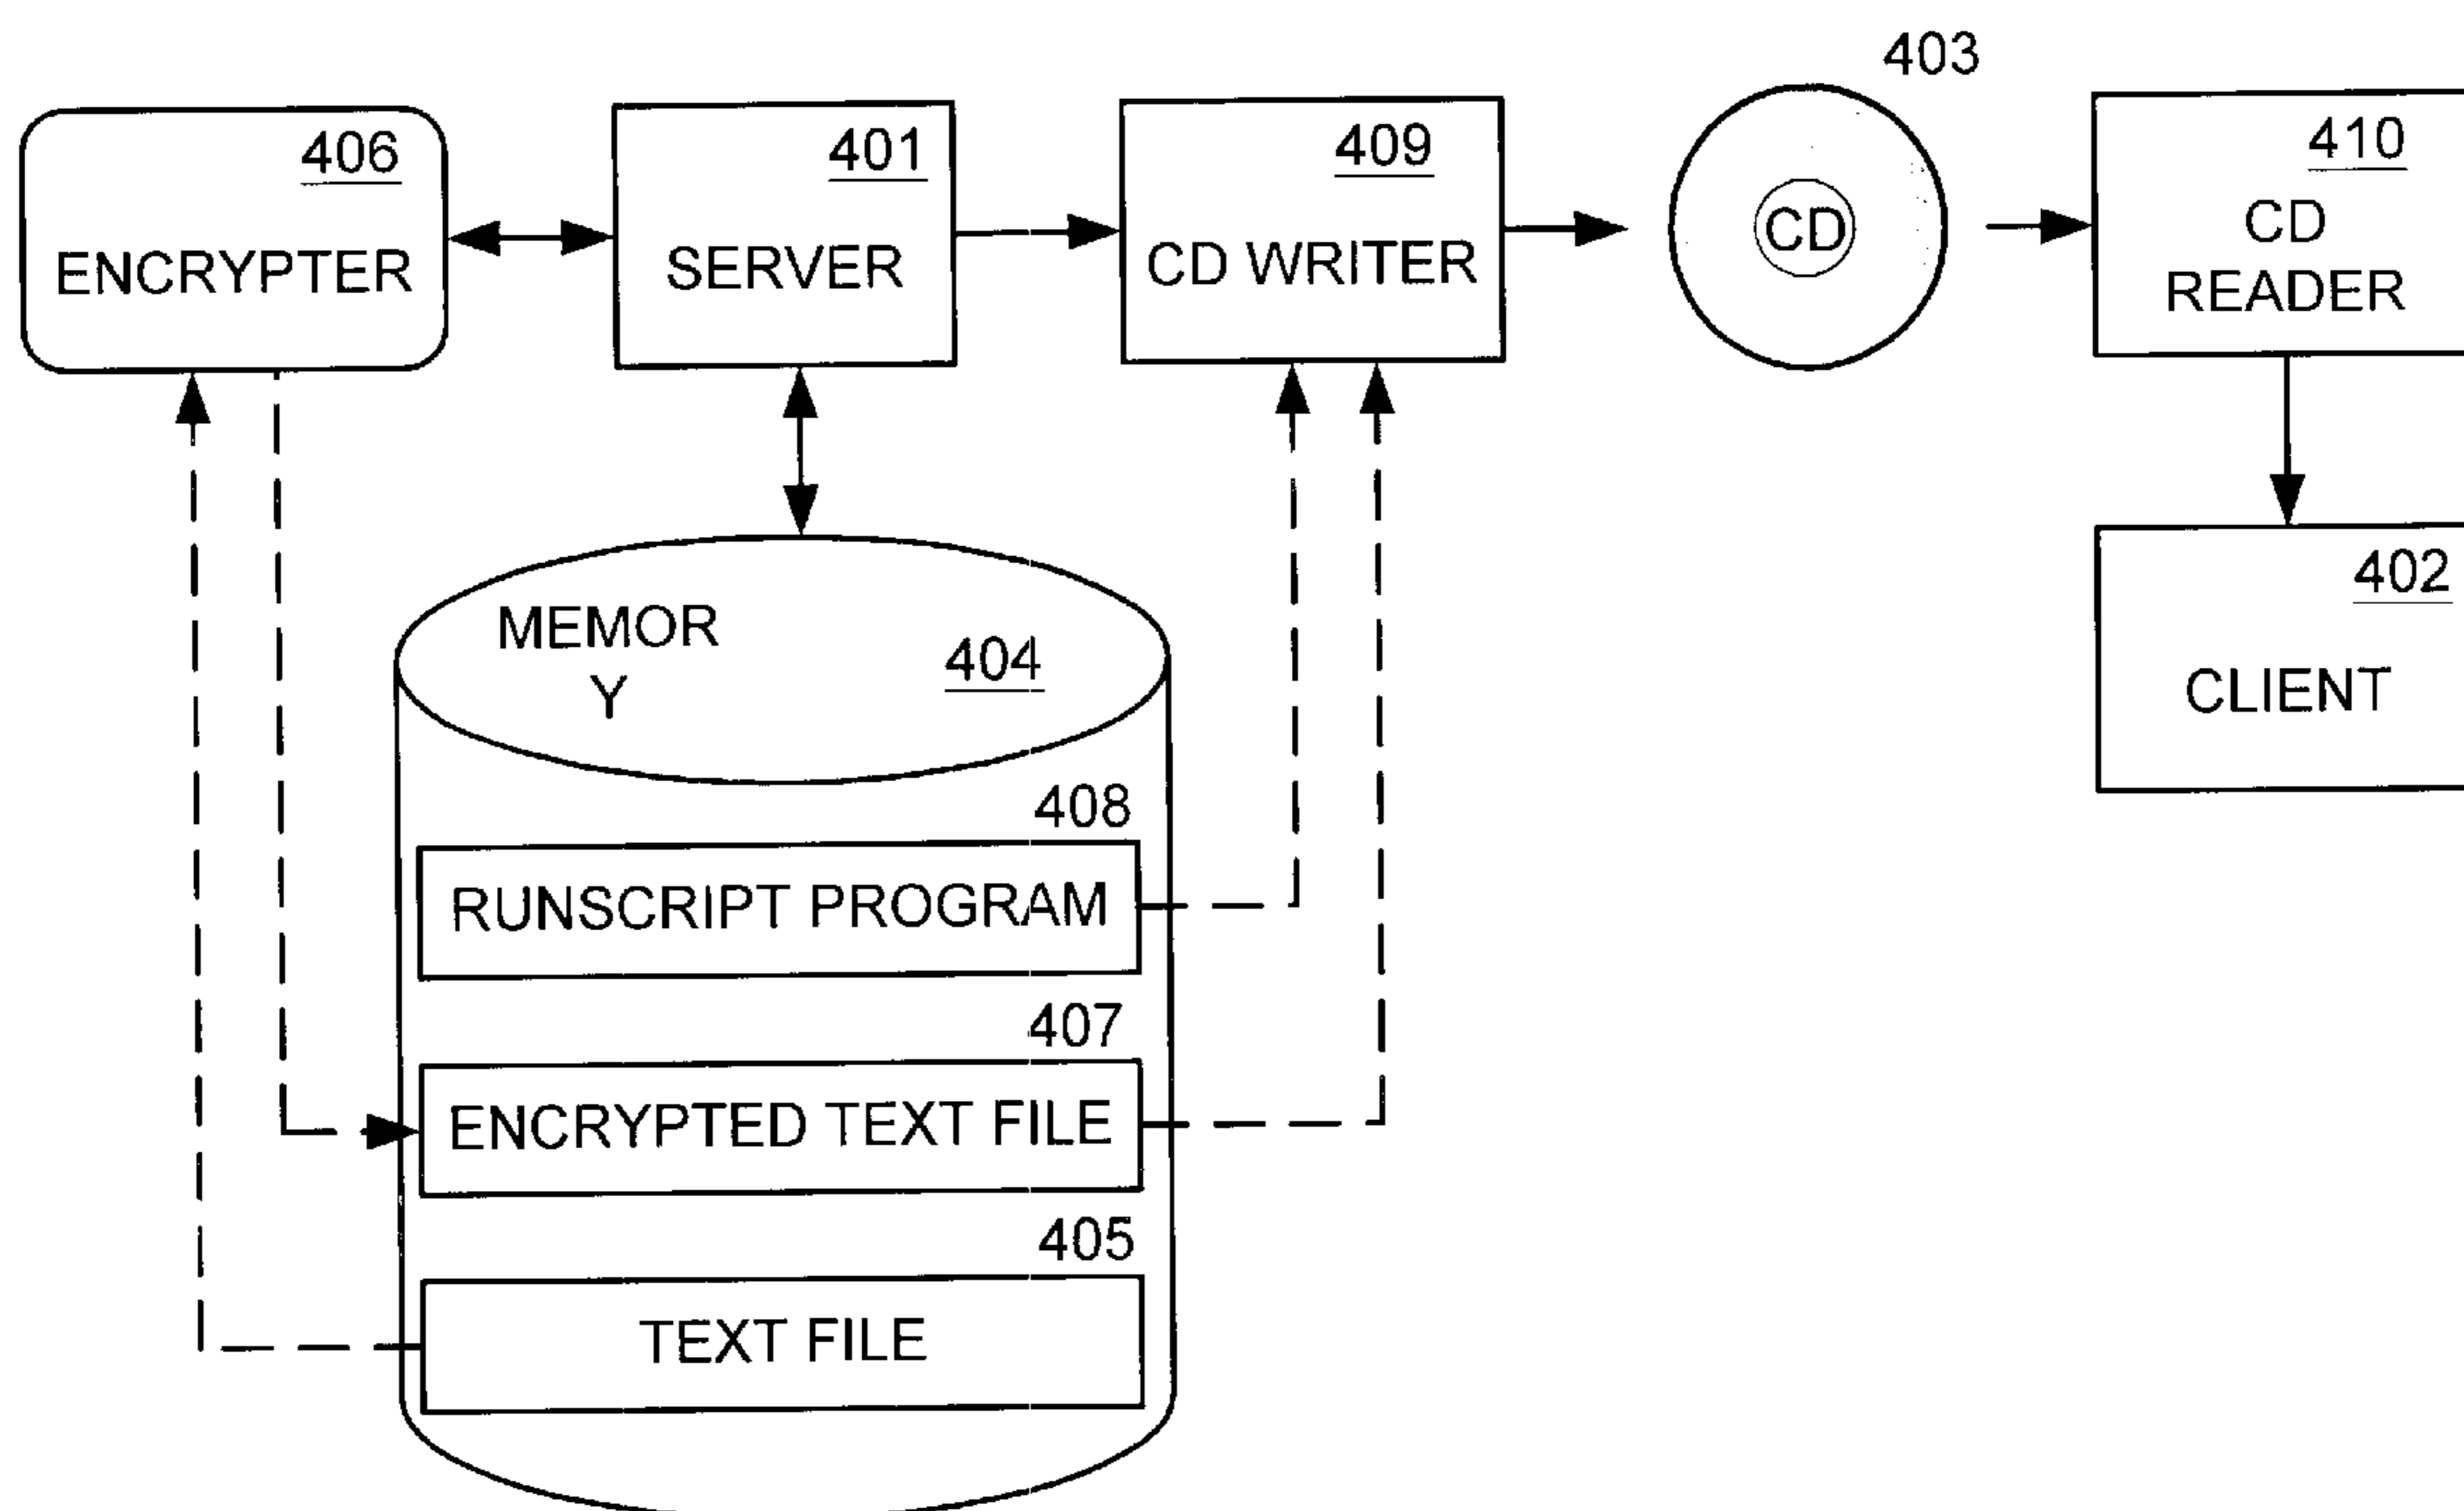 403
406
ENCRYPTER
401
SERVER
409
CD WRITER
CD
410
CD
READER
402
CLIENT
MEMOR
Y
404
408
RUNSCRIPT PROGRAM
407
ENCRYPTED TEXT FILE
405
TEXT FILE